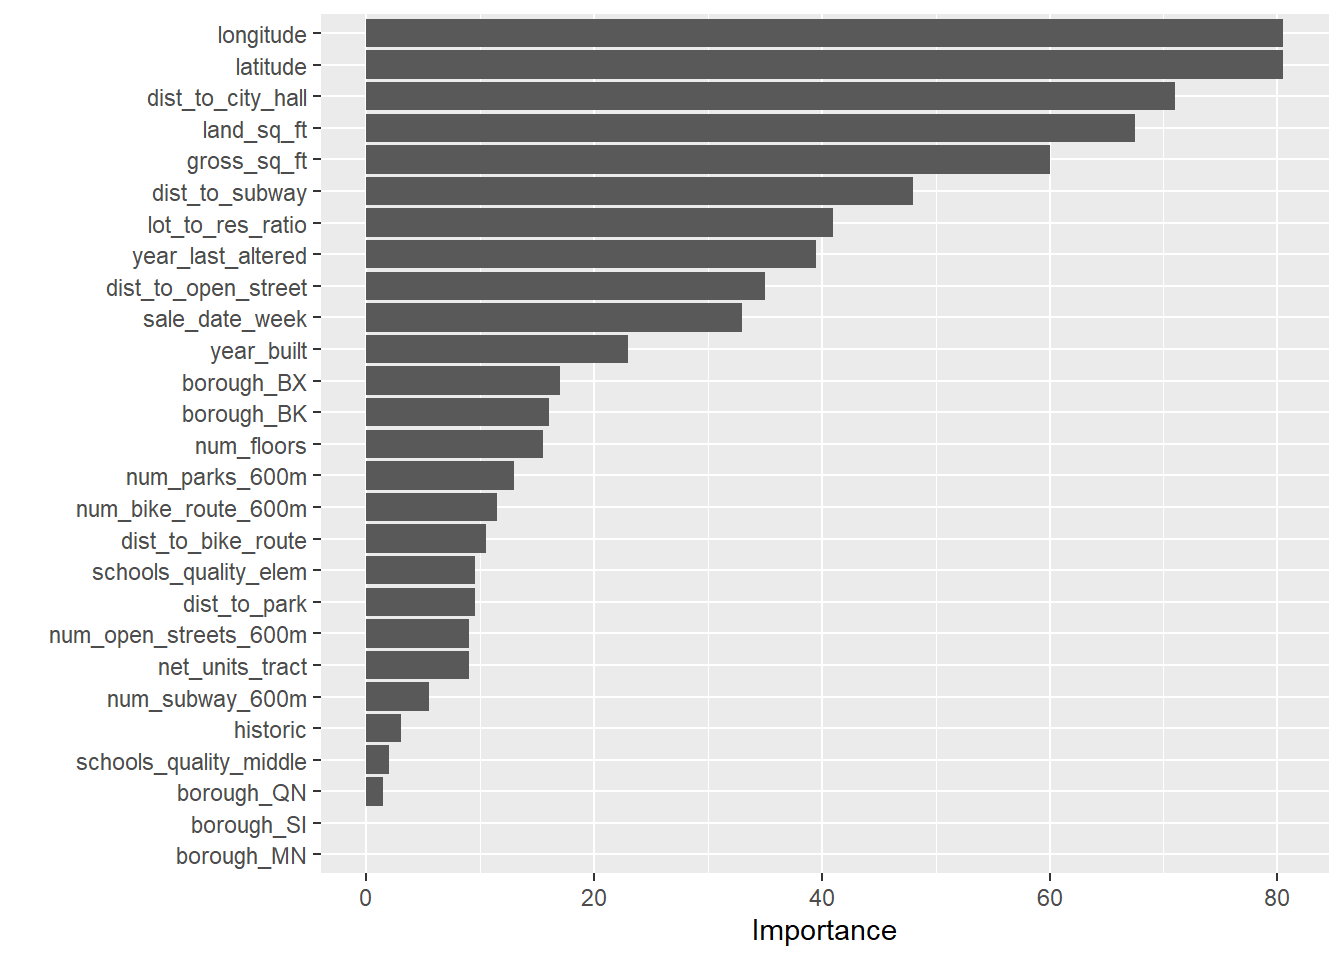 longitude
latitude
dist_to_city_hall
land_sq_ft
gross_sq_ft
dist_to_subway
lot_to_res_ratio
year_last_altered
dist_to_open_street
sale_date_week
year_built
borough_BX
borough_BK
num_floors
num_parks_600m
num_bike_route_600m
dist_to_bike_route
schools_quality_elem
dist_to_park
num_open_streets_600m
net_units_tract
num_subway_600m
historic
schools_quality_middle
borough_QN
borough_SI
borough_MN
0 20 40 60 80
Importance